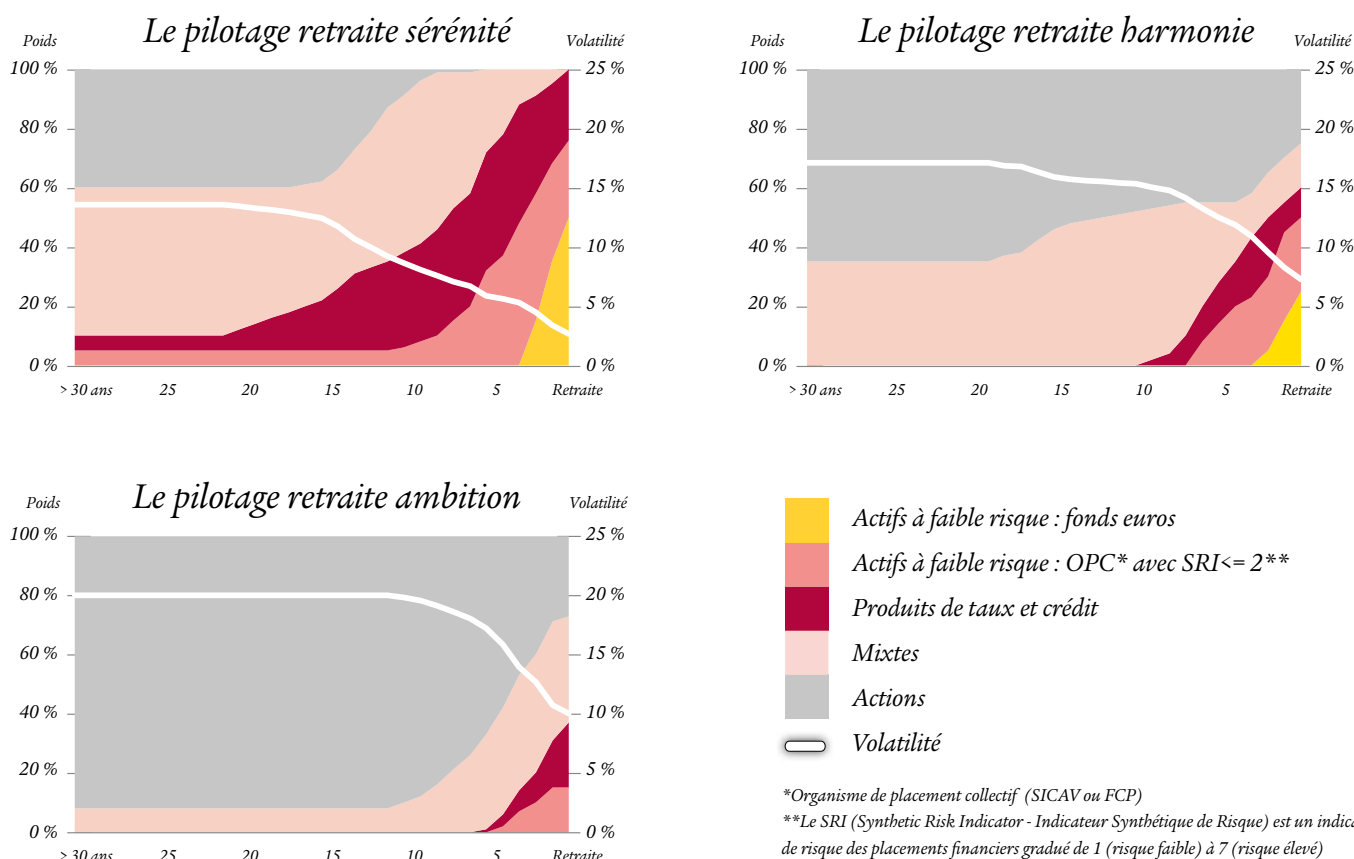 Le pilotage retraite sérénité
Poids
Volatilité
100 %
80 %
60 %
40 %
20 %
0 %
25 %
20 %
15 %
10 %
5 %
0 %
> 30 ans 25 20 15 10 5 Retraite
Le pilotage retraite harmonie
Poids
Volatilité
100 %
80 %
60 %
40 %
20 %
0 %
25 %
20 %
15 %
10 %
5 %
0 %
> 30 ans 25 20 15 10 5 Retraite
Le pilotage retraite ambition
Poids
Volatilité
100 %
80 %
60 %
40 %
20 %
0 %
25 %
20 %
15 %
10 %
5 %
0 %
> 30 ans 25 20 15 10 5 Retraite
Actifs à faible risque : fonds euros
Actifs à faible risque : OPC* avec SRI<= 2**
Produits de taux et crédit
Mixtes
Actions
Volatilité
*Organisme de placement collectif (SICAV ou FCP)
**Le SRI (Synthetic Risk Indicator - Indicateur Synthétique de Risque) est un
de risque des placements financiers gradué de 1 (risque faible) à 7 (risque élevé)